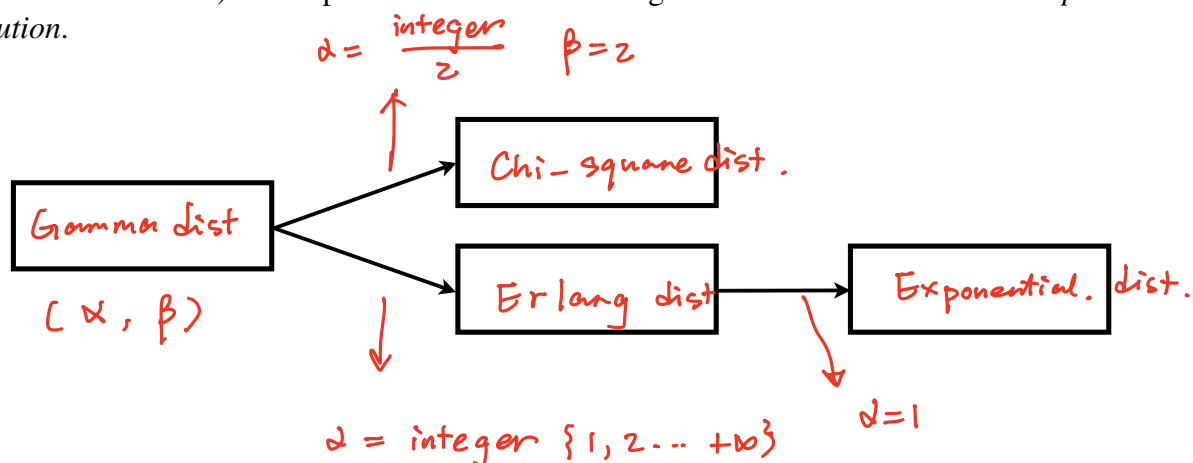 ution.
α = integer / 2 β = 2
Chi-square dist.
Gamma dist
(α, β)
Erlang dist
Exponential. dist.
α = 1
α = integer {1, 2... +∞}